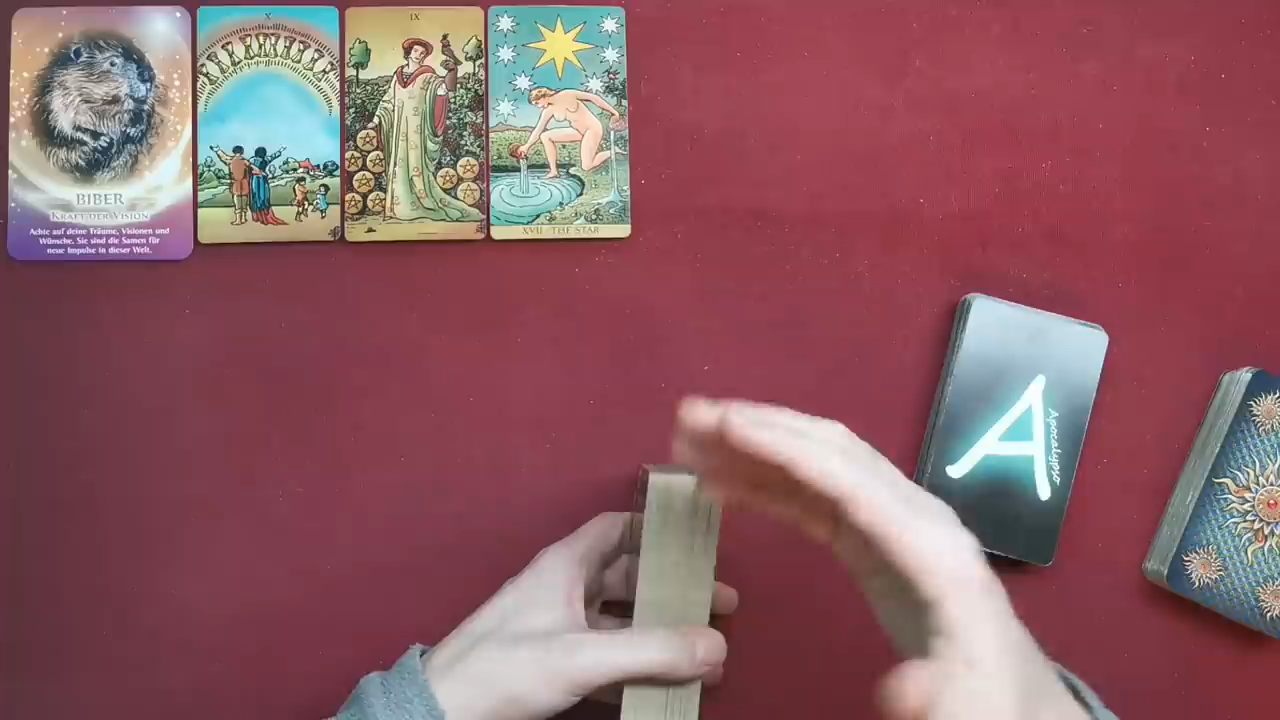 BIBER
KRAFT DER VISION
Achte auf deine Träume, Visionen und
Wünsche. Sie sind die Samen für
neue Impulse in dieser Welt.
X
IX
XVII THE STAR
A
Apocalypso